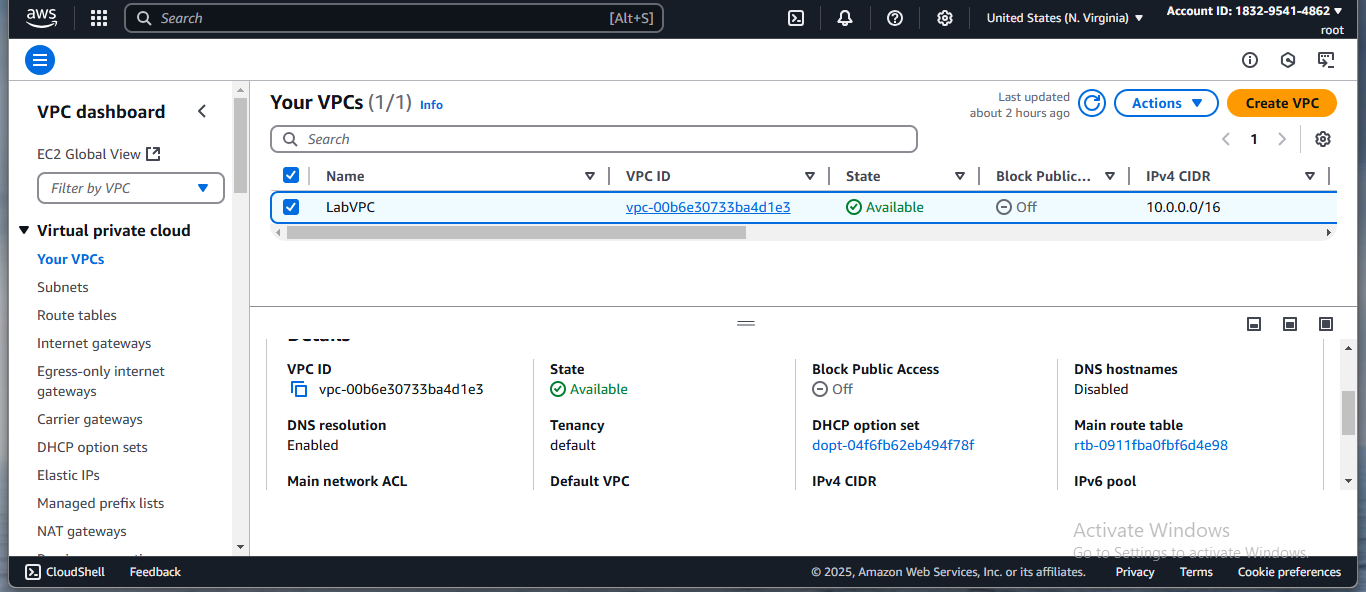 aws
Search [Alt+S]
United States (N. Virginia)
Account ID: 1832-9541-4862
root
VPC dashboard
EC2 Global View
Filter by VPC
Virtual private cloud
Your VPCs
Subnets
Route tables
Internet gateways
Egress-only internet
gateways
Carrier gateways
DHCP option sets
Elastic IPs
Managed prefix lists
NAT gateways
Your VPCs (1/1) Info
Last updated
about 2 hours ago
Actions
Create VPC
Search
1
Name VPC ID State Block Public... IPv4 CIDR
LabVPC vpc-00b6e30733ba4d1e3 Available Off 10.0.0.0/16
Details
VPC ID State Block Public Access DNS hostnames
vpc-00b6e30733ba4d1e3 Available Off Disabled
DNS resolution Tenancy DHCP option set Main route table
Enabled default dopt-04f6fb62eb494f78f rtb-0911fba0fbf6d4e98
Main network ACL Default VPC IPv4 CIDR IPv6 pool
Activate Windows
Go to Settings to activate Windows.
CloudShell Feedback © 2025, Amazon Web Services, Inc. or its affiliates. Privacy Terms Cookie preferences